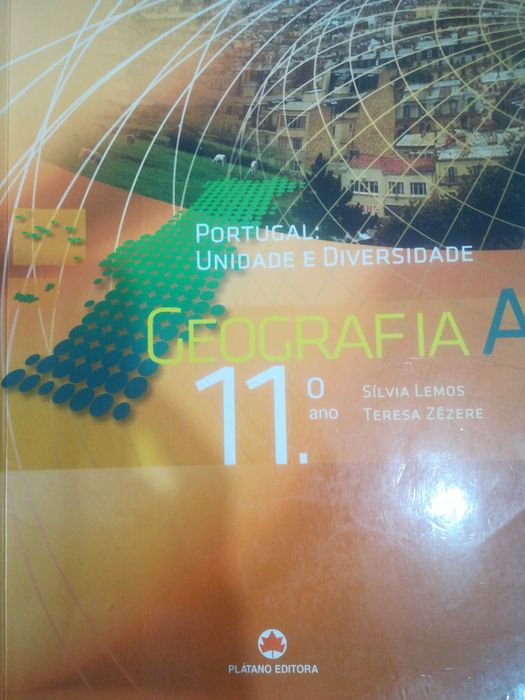 PORTUGAL:
UNIDADE E DIVERSIDADE
GEOGRAFIA A
11.º
ano
SÍLVIA LEMOS
TERESA ZÊZERE
PLÁTANO EDITORA